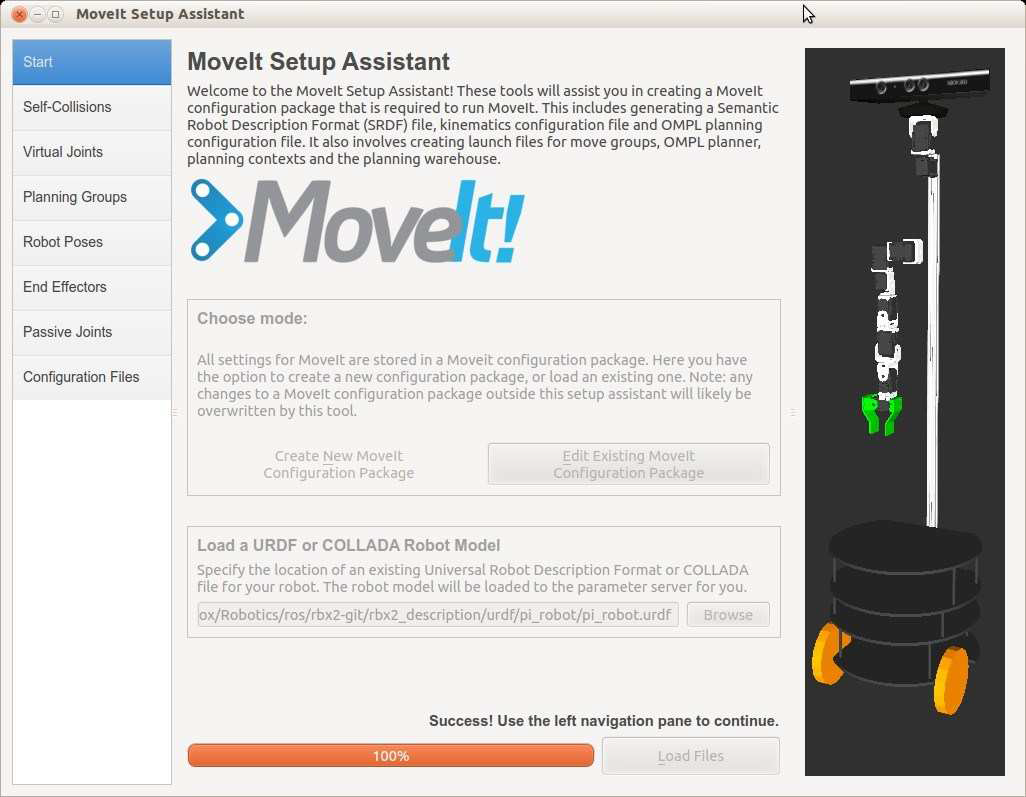 MoveIt Setup Assistant
Start
Self-Collisions
Virtual Joints
Planning Groups
Robot Poses
End Effectors
Passive Joints
Configuration Files
MoveIt Setup Assistant
Welcome to the MoveIt Setup Assistant! These tools will assist you in creating a MoveIt
configuration package that is required to run MoveIt. This includes generating a Semantic
Robot Description Format (SRDF) file, kinematics configuration file and OMPL planning
configuration file. It also involves creating launch files for move groups, OMPL planner,
planning contexts and the planning warehouse.
MoveIt!
Choose mode:
All settings for MoveIt are stored in a Moveit configuration package. Here you have
the option to create a new configuration package, or load an existing one. Note: any
changes to a MoveIt configuration package outside this setup assistant will likely be
overwritten by this tool.
Create New MoveIt
Configuration Package
Edit Existing MoveIt
Configuration Package
Load a URDF or COLLADA Robot Model
Specify the location of an existing Universal Robot Description Format or COLLADA
file for your robot. The robot model will be loaded to the parameter server for you.
ox/Robotics/ros/rbx2-git/rbx2_description/urdf/pi_robot/pi_robot.urdf
Browse
Success! Use the left navigation pane to continue.
100%
Load Files